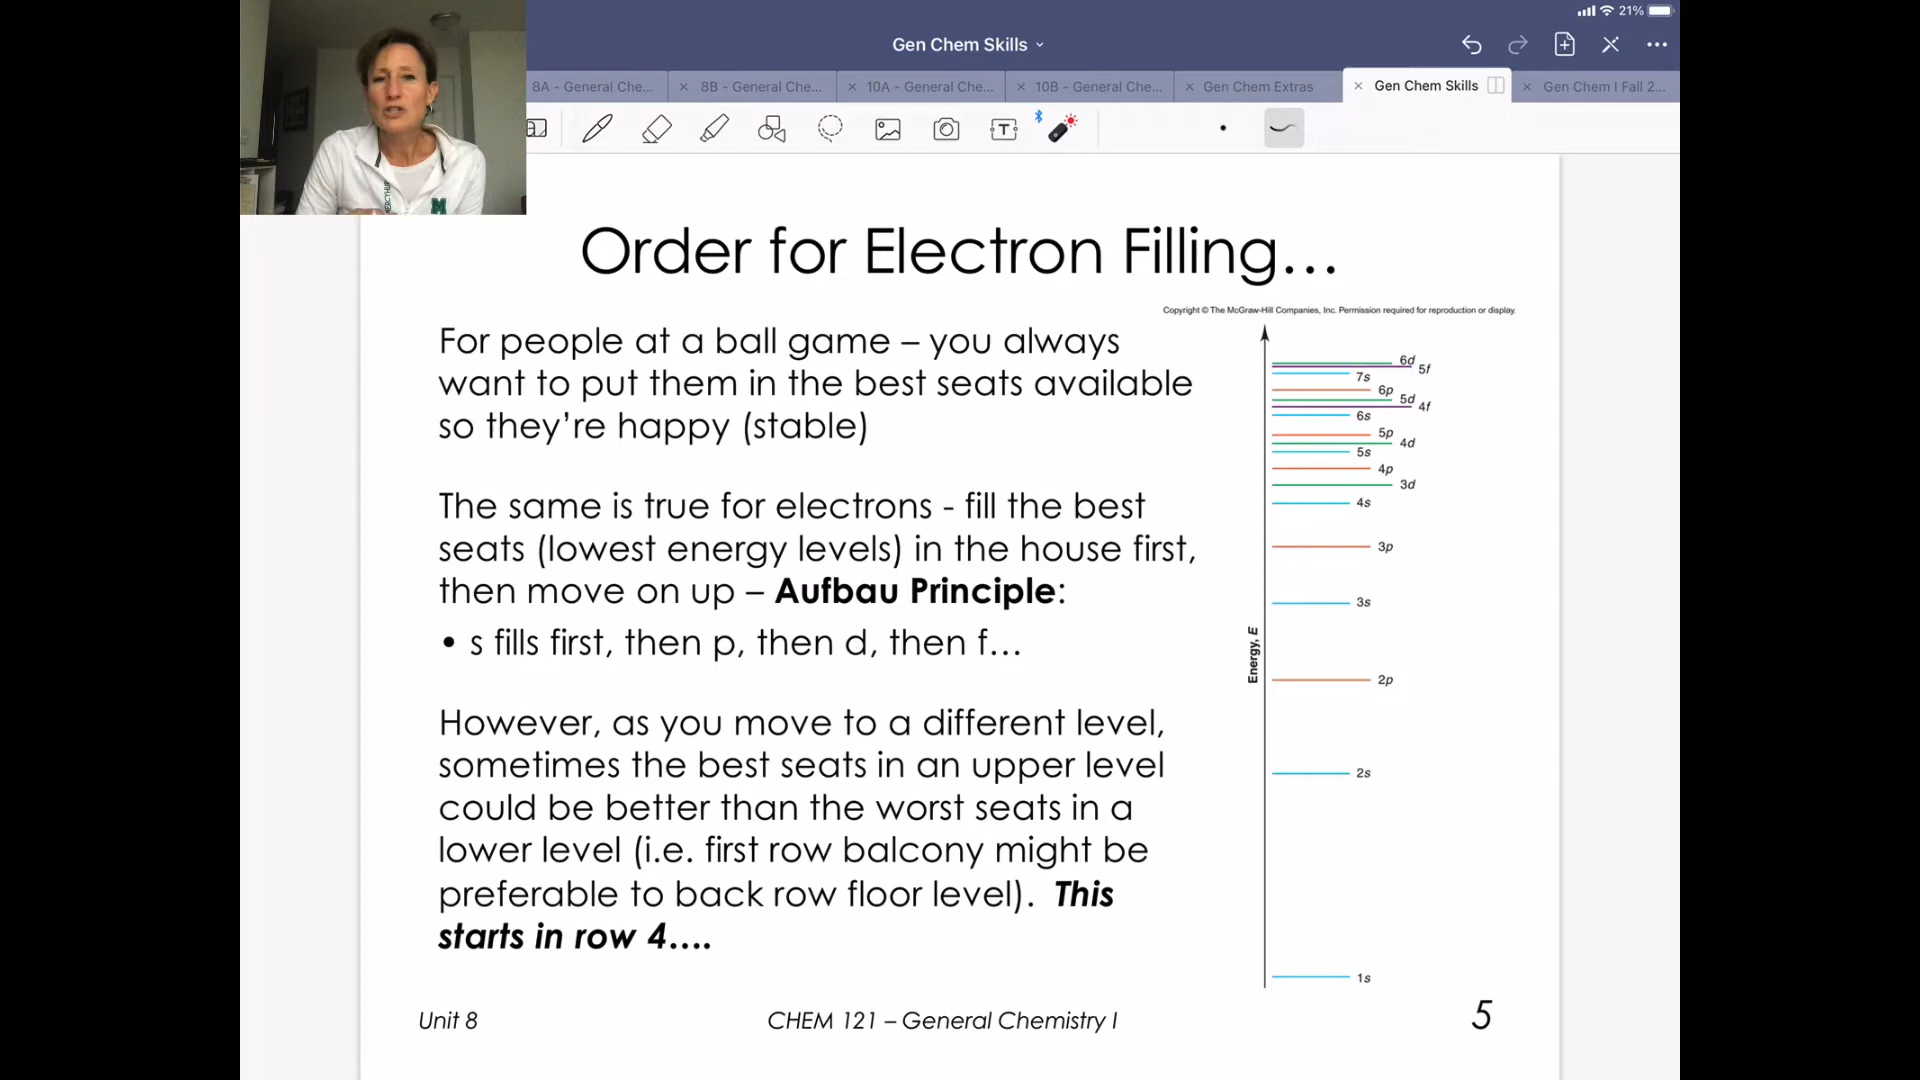 21%
Gen Chem Skills
8A - General Che...
8B - General Che...
10A - General Che...
10B - General Che...
Gen Chem Extras
Gen Chem Skills
Gen Chem I Fall 2...
T
M
Order for Electron Filling...
Copyright © The McGraw-Hill Companies, Inc. Permission required for reproduction or display.
For people at a ball game – you always
want to put them in the best seats available
so they're happy (stable)
The same is true for electrons - fill the best
seats (lowest energy levels) in the house first,
then move on up – Aufbau Principle:
• s fills first, then p, then d, then f...
However, as you move to a different level,
sometimes the best seats in an upper level
could be better than the worst seats in a
lower level (i.e. first row balcony might be
preferable to back row floor level). This
starts in row 4....
Energy, E
6d
5f
7s
6p
5d
4f
6s
5p
4d
5s
4p
3d
4s
3p
3s
2p
2s
1s
Unit 8
CHEM 121 – General Chemistry I
5